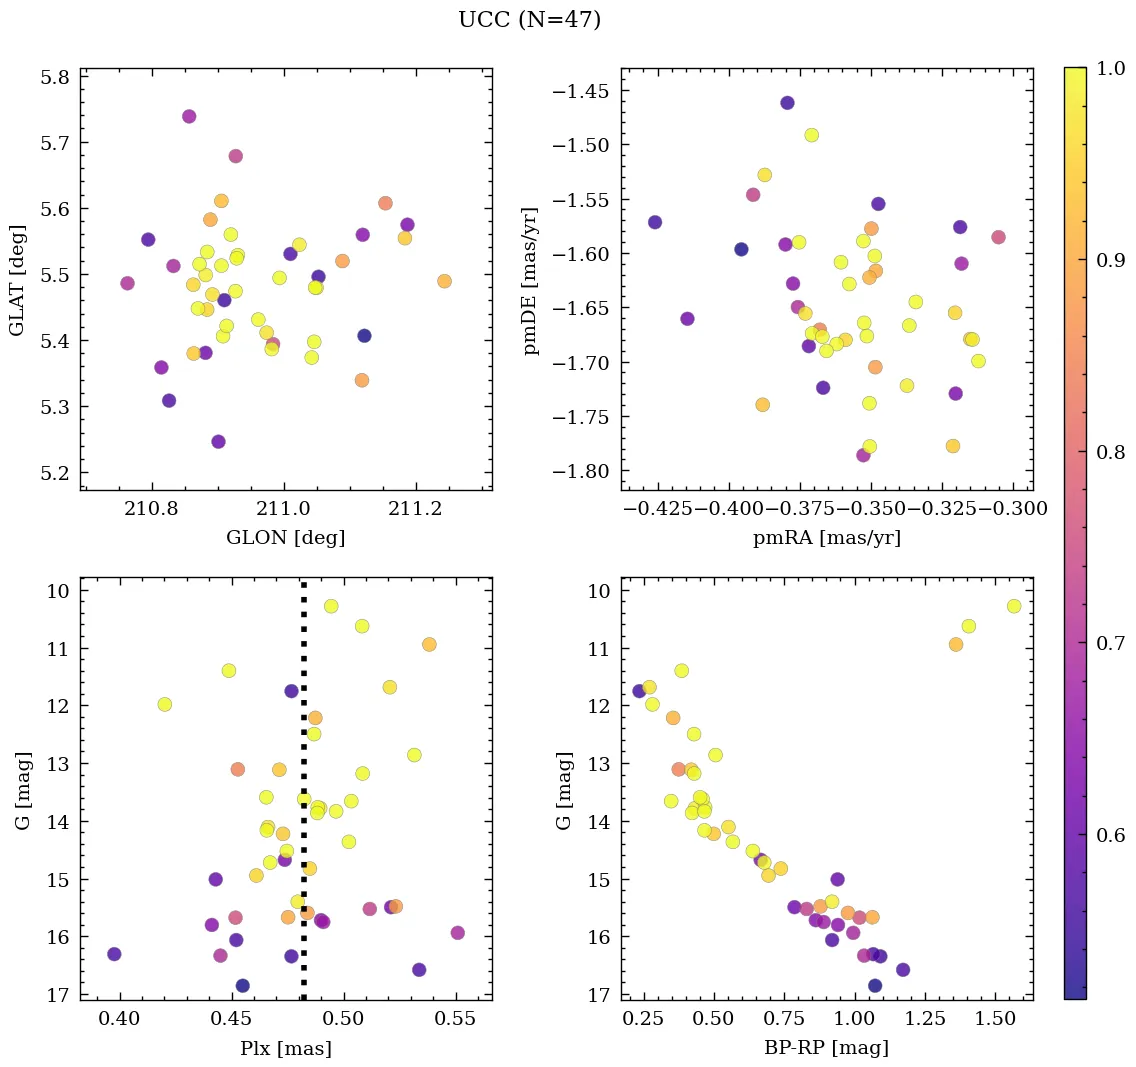 UCC (N=47)
5.8
5.7
5.6
5.5
5.4
5.3
5.2
GLAT [deg]
210.8 211.0 211.2
GLON [deg]
−1.45
−1.50
−1.55
−1.60
−1.65
−1.70
−1.75
−1.80
pmDE [mas/yr]
−0.425 −0.400 −0.375 −0.350 −0.325 −0.300
pmRA [mas/yr]
10
11
12
13
14
15
16
17
G [mag]
0.40 0.45 0.50 0.55
Plx [mas]
10
11
12
13
14
15
16
17
G [mag]
0.25 0.50 0.75 1.00 1.25 1.50
BP-RP [mag]
1.0
0.9
0.8
0.7
0.6